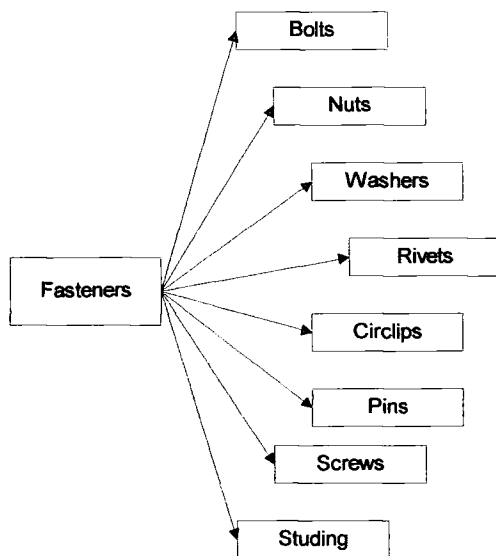 Bolts
Nuts
Washers
Rivets
Fasteners
Circlips
Pins
Screws
Studing